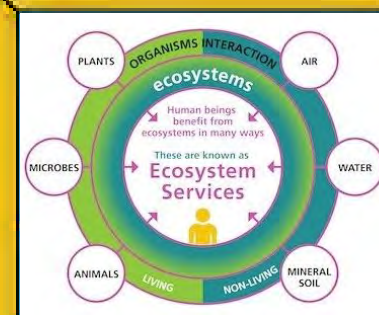 ORGANISMS INTERACTION
ecosystems
PLANTS
AIR
Human beings
benefit from
ecosystems in many ways
These are known as
Ecosystem
Services
MICROBES
WATER
ANIMALS
MINERAL
SOIL
LIVING
NON-LIVING